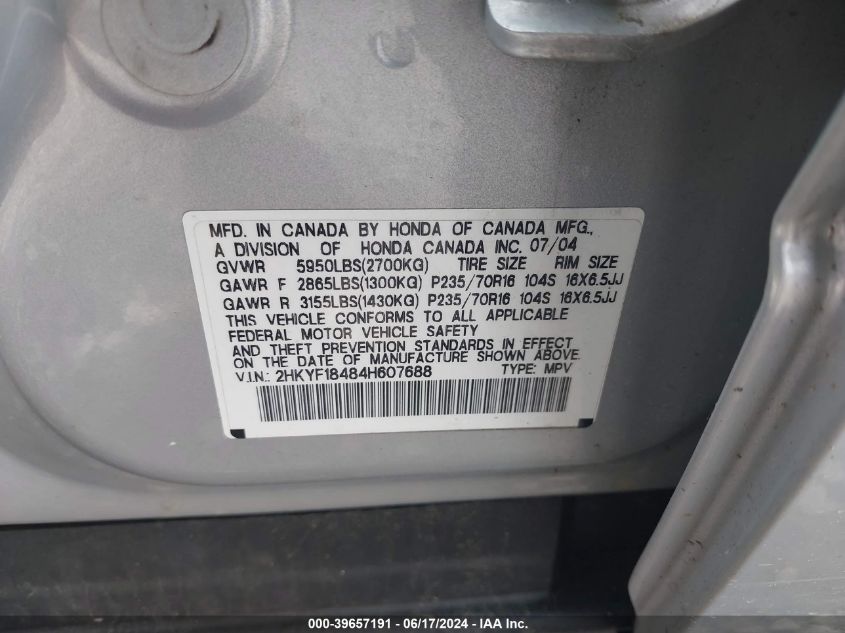 MFD. IN CANADA BY HONDA OF CANADA MFG.,
A DIVISION OF HONDA CANADA INC. 07/04
GVWR 5950LBS(2700KG) TIRE SIZE RIM SIZE
GAWR F 2865LBS(1300KG) P235/70R16 104S 16X6.5JJ
GAWR R 3155LBS(1430KG) P235/70R16 104S 16X6.5JJ
THIS VEHICLE CONFORMS TO ALL APPLICABLE
FEDERAL MOTOR VEHICLE SAFETY
AND THEFT PREVENTION STANDARDS IN EFFECT
ON THE DATE OF MANUFACTURE SHOWN ABOVE.
V.I.N.: 2HKYF18484H607688 TYPE: MPV
000-39657191 - 06/17/2024 - IAA Inc.